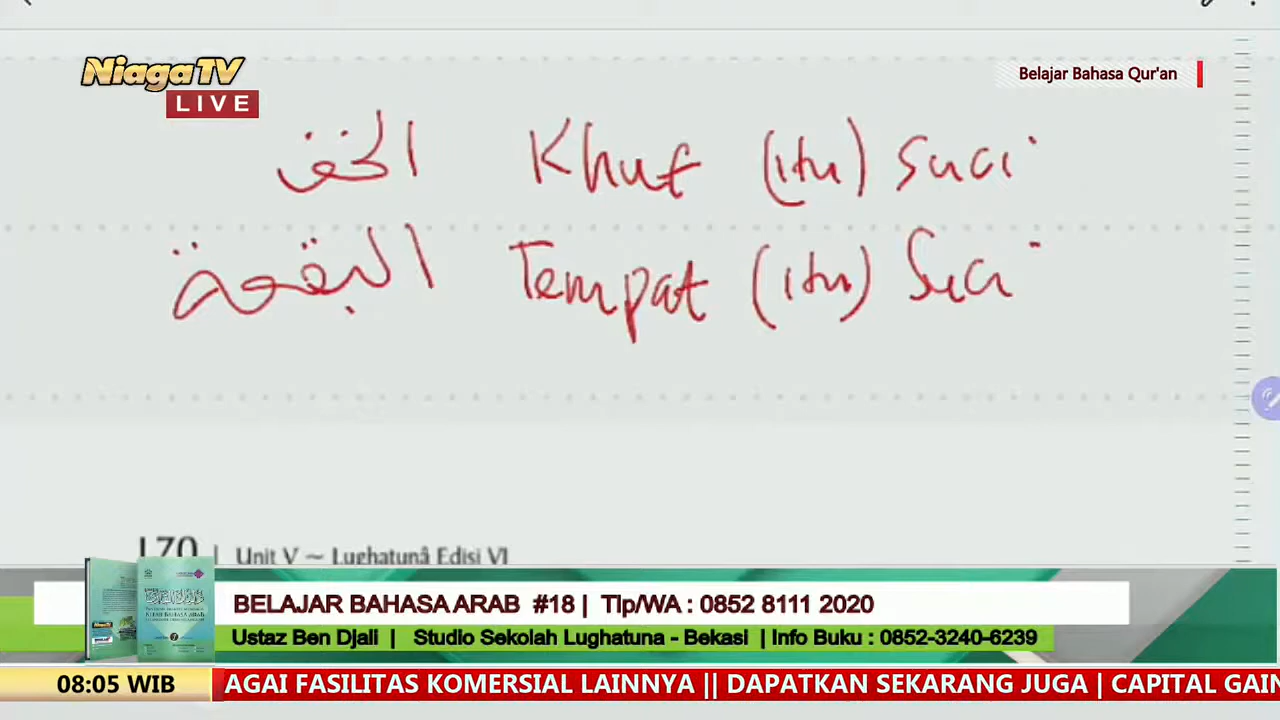 NiagaTV
LIVE
Belajar Bahasa Qur'an
الخف Khuf (itu) suci
البقعة Tempat (itu) Suci
170 | Unit V ~ Lughatunâ Edisi VI
BELAJAR BAHASA ARAB #18 | Tlp/WA : 0852 8111 2020
Ustaz Ben Djali | Studio Sekolah Lughatuna - Bekasi | Info Buku : 0852-3240-6239
08:05 WIB
AGAI FASILITAS KOMERSIAL LAINNYA || DAPATKAN SEKARANG JUGA | CAPITAL GAIN